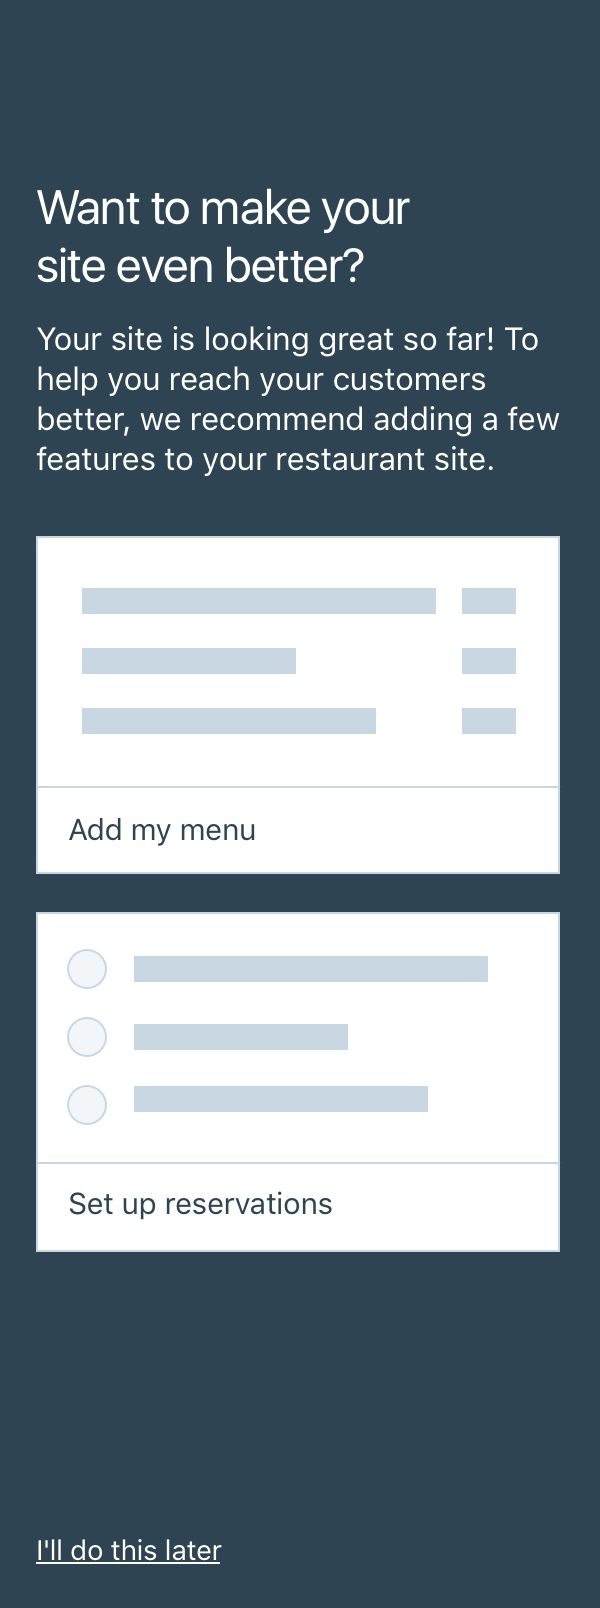 Want to make your
site even better?
Your site is looking great so far! To
help you reach your customers
better, we recommend adding a few
features to your restaurant site.
Add my menu
Set up reservations
I'll do this later